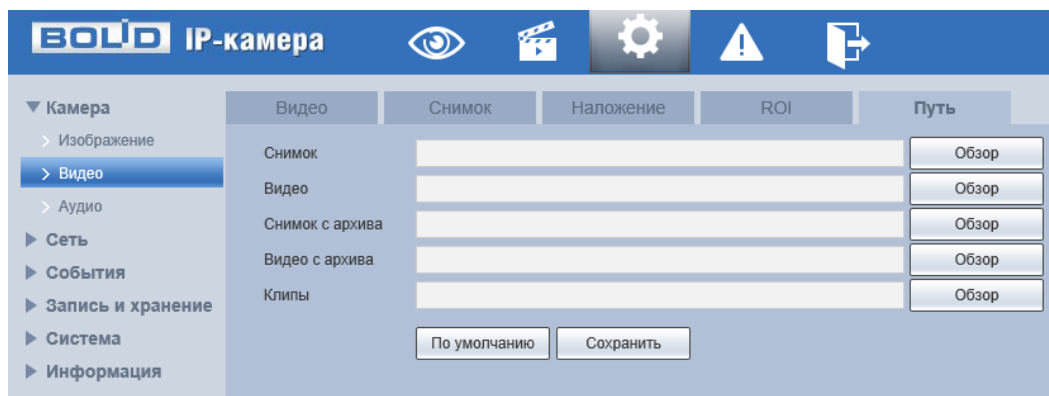 BOLID IP-камера
Камера
Изображение
Видео
Аудио
Сеть
События
Запись и хранение
Система
Информация
Видео Снимок Наложение ROI Путь
Снимок Обзор
Видео Обзор
Снимок с архива Обзор
Видео с архива Обзор
Клипы Обзор
По умолчанию Сохранить